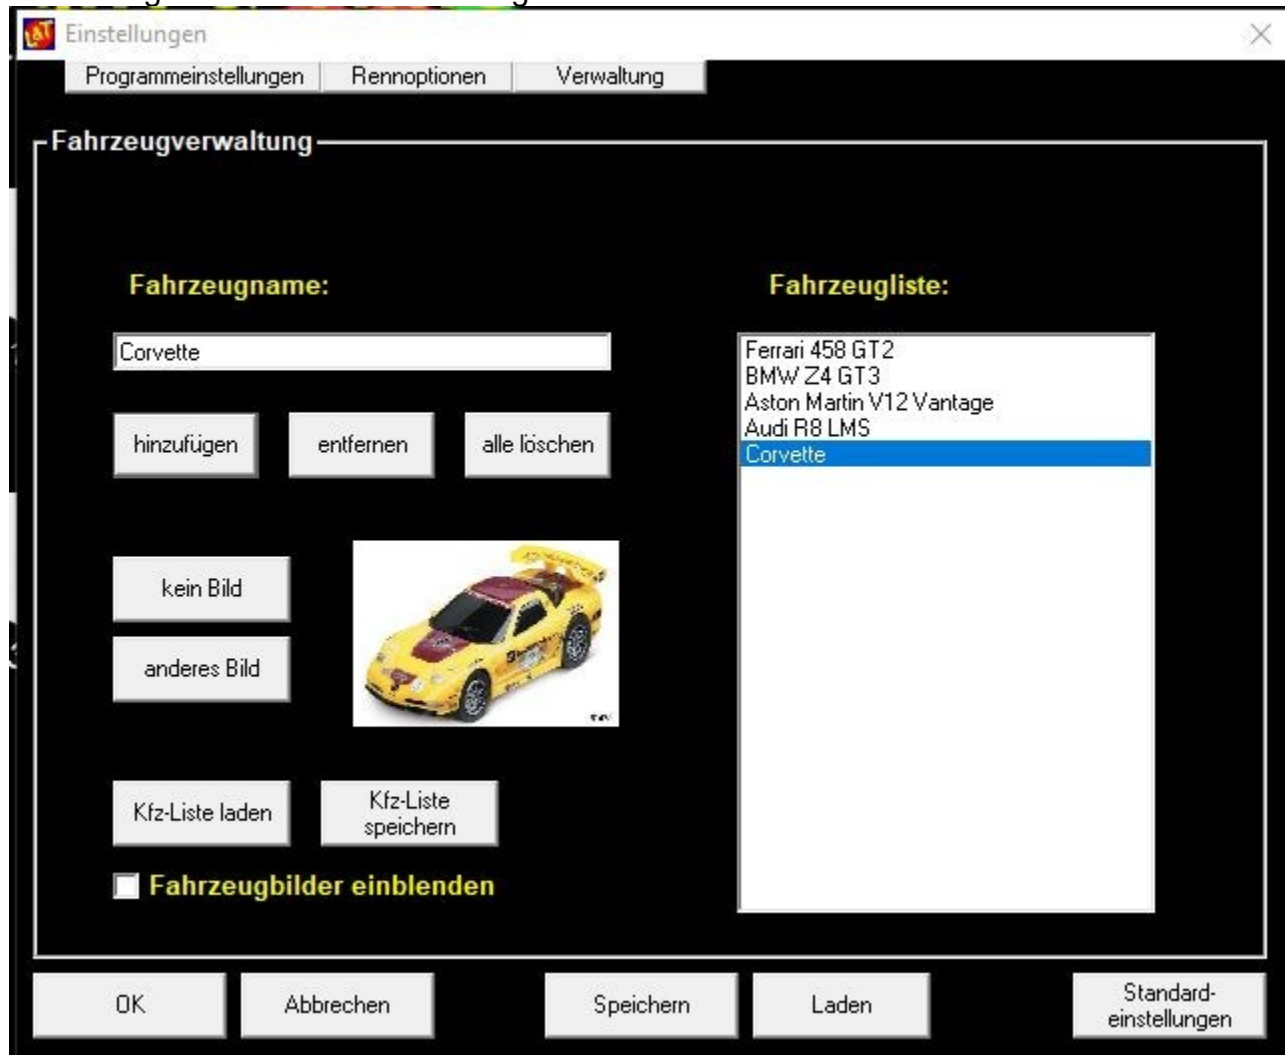 Einstellungen
Programmeinstellungen Rennoptionen Verwaltung
Fahrzeugverwaltung
Fahrzeugname:
Corvette
hinzufügen entfernen alle löschen
kein Bild
anderes Bild
Kfz-Liste laden
Kfz-Liste
speichern
Fahrzeugbilder einblenden
Fahrzeugliste:
Ferrari 458 GT2
BMW Z4 GT3
Aston Martin V12 Vantage
Audi R8 LMS
Corvette
OK Abbrechen Speichern Laden
Standard-
einstellungen